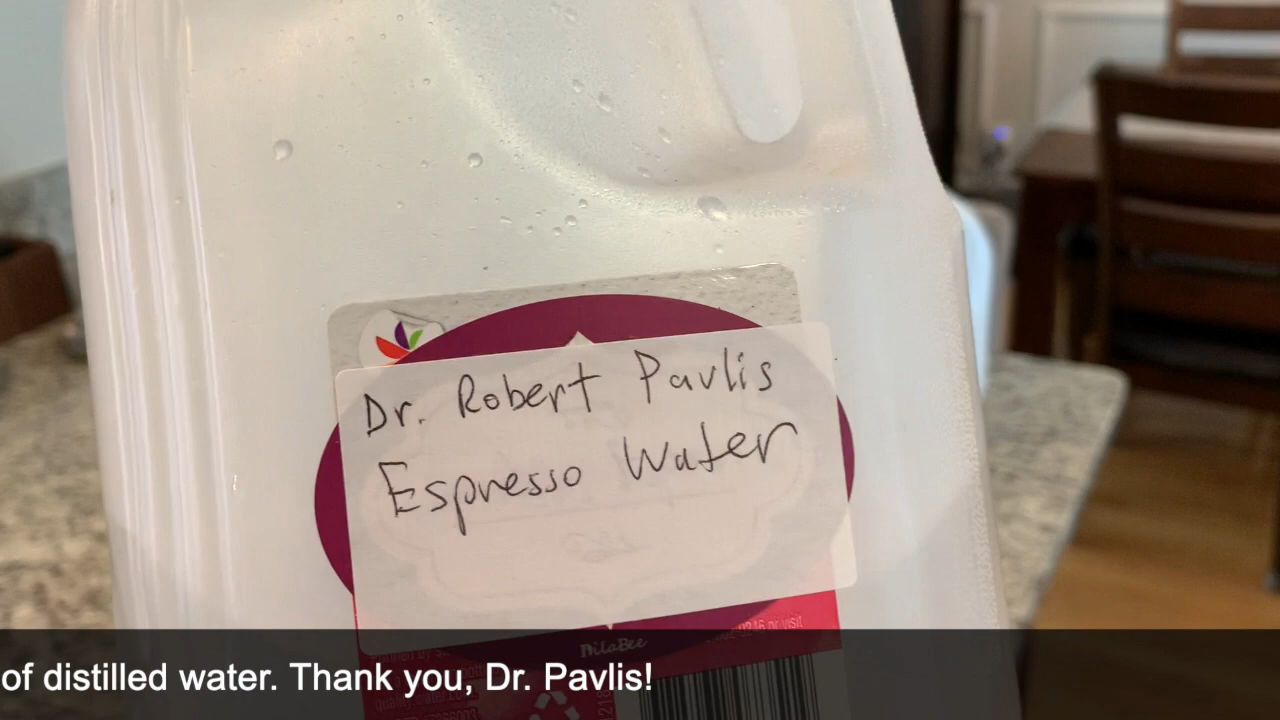 Dr. Robert Pavlis
Espresso Water
of distilled water. Thank you, Dr. Pavlis!